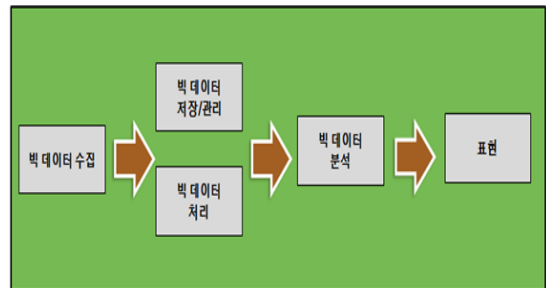 빅 데이터 수집
빅 데이터
저장/관리
빅 데이터
처리
빅 데이터
분석
표현